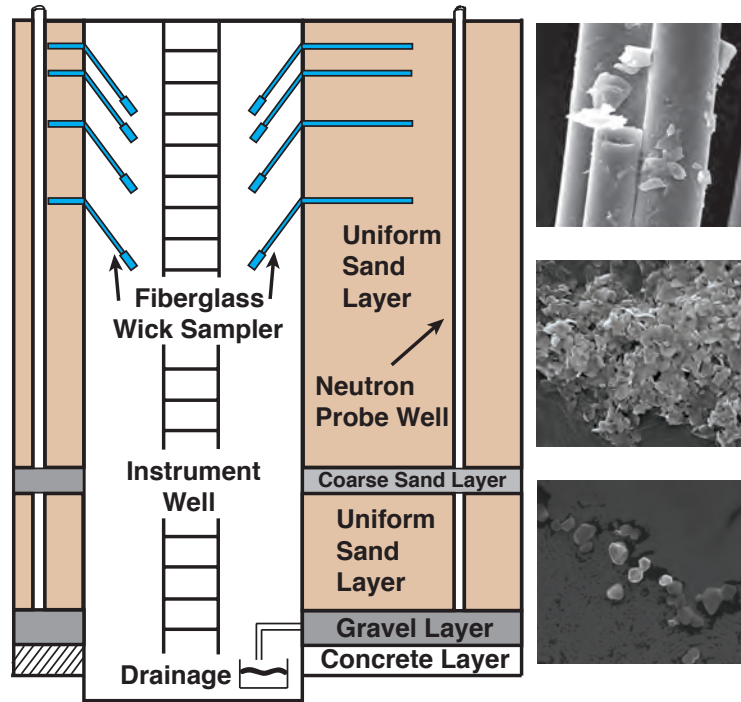 Uniform
Sand
Layer
Fiberglass
Wick Sampler
Neutron
Probe Well
Instrument
Well
Coarse Sand Layer
Uniform
Sand
Layer
Gravel Layer
Drainage
Concrete Layer